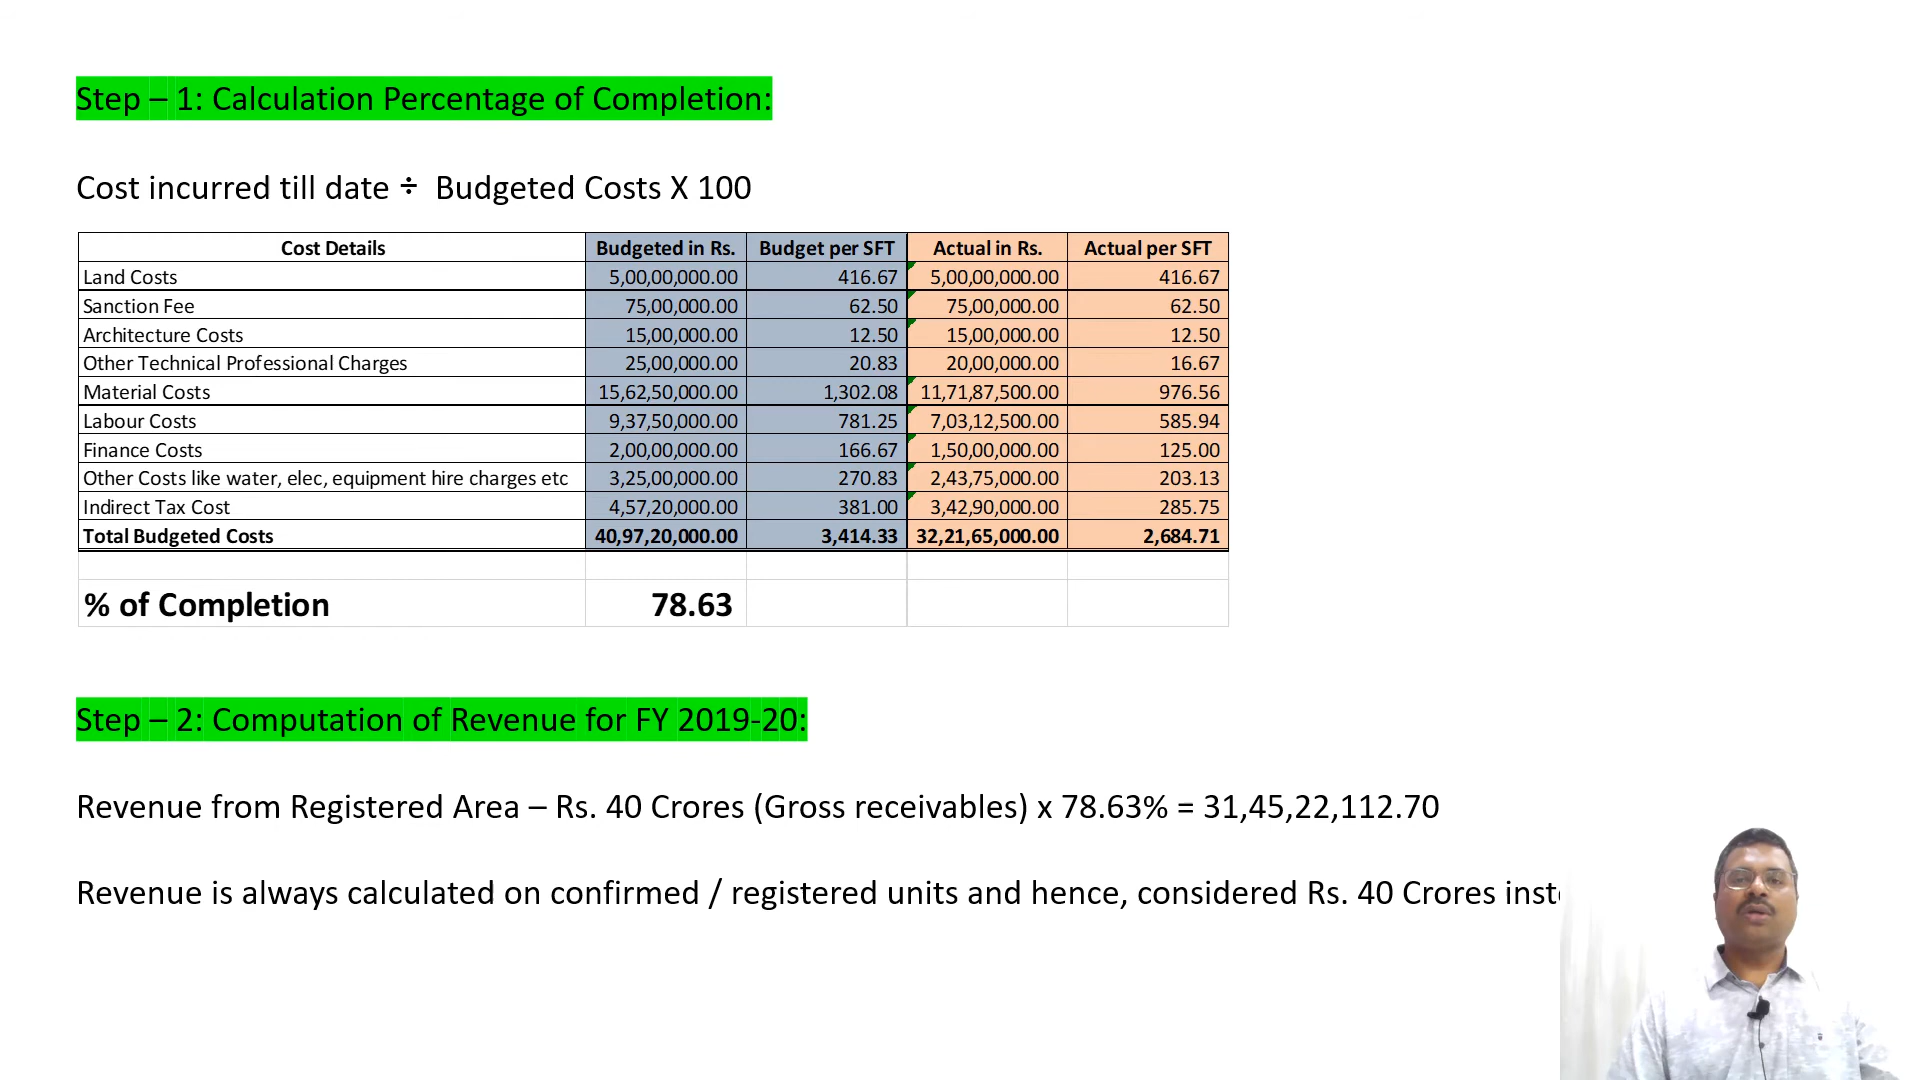 Step – 1: Calculation Percentage of Completion:
Cost incurred till date ÷ Budgeted Costs X 100
Cost Details Budgeted in Rs. Budget per SFT Actual in Rs. Actual per SFT
Land Costs 5,00,00,000.00 416.67 5,00,00,000.00 416.67
Sanction Fee 75,00,000.00 62.50 75,00,000.00 62.50
Architecture Costs 15,00,000.00 12.50 15,00,000.00 12.50
Other Technical Professional Charges 25,00,000.00 20.83 20,00,000.00 16.67
Material Costs 15,62,50,000.00 1,302.08 11,71,87,500.00 976.56
Labour Costs 9,37,50,000.00 781.25 7,03,12,500.00 585.94
Finance Costs 2,00,00,000.00 166.67 1,50,00,000.00 125.00
Other Costs like water, elec, equipment hire charges etc 3,25,00,000.00 270.83 2,43,75,000.00 203.13
Indirect Tax Cost 4,57,20,000.00 381.00 3,42,90,000.00 285.75
Total Budgeted Costs 40,97,20,000.00 3,414.33 32,21,65,000.00 2,684.71
% of Completion 78.63
Step – 2: Computation of Revenue for FY 2019-20:
Revenue from Registered Area – Rs. 40 Crores (Gross receivables) x 78.63% = 31,45,22,112.70
Revenue is always calculated on confirmed / registered units and hence, considered Rs. 40 Crores